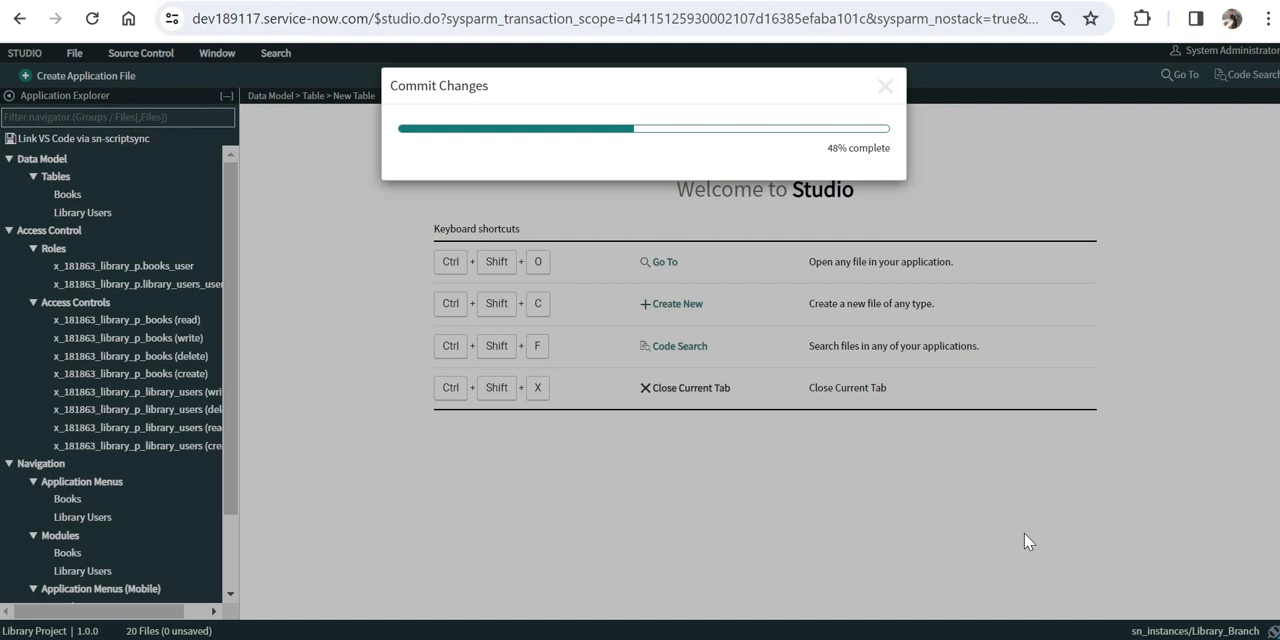 dev189117.service-now.com/$studio.do?sysparm_transaction_scope=d4115125930002107d16385efaba101c&sysparm_nostack=true&...
STUDIO File Source Control Window Search System Administrator
Create Application File Go To Code Search
Application Explorer [—] Data Model > Table > New Table
Filter navigator (Groups / Files[,Files])
Link VS Code via sn-scriptsync
Data Model
Tables
Books
Library Users
Access Control
Roles
x_181863_library_p.books_user
x_181863_library_p.library_users_user
Access Controls
x_181863_library_p_books (read)
x_181863_library_p_books (write)
x_181863_library_p_books (delete)
x_181863_library_p_books (create)
x_181863_library_p_library_users (wri
x_181863_library_p_library_users (del
x_181863_library_p_library_users (rea
x_181863_library_p_library_users (cre
Navigation
Application Menus
Books
Library Users
Modules
Books
Library Users
Application Menus (Mobile)
Commit Changes
48% complete
Welcome to Studio
Keyboard shortcuts
Ctrl + Shift + O Go To Open any file in your application.
Ctrl + Shift + C Create New Create a new file of any type.
Ctrl + Shift + F Code Search Search files in any of your applications.
Ctrl + Shift + X Close Current Tab Close Current Tab
Library Project | 1.0.0 20 Files (0 unsaved) sn_instances/Library_Branch